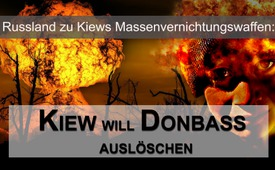 Russland zu Kiews Massenvernichtungswaffen:
KIEW WILL DONBASS
AUSLÖSCHEN